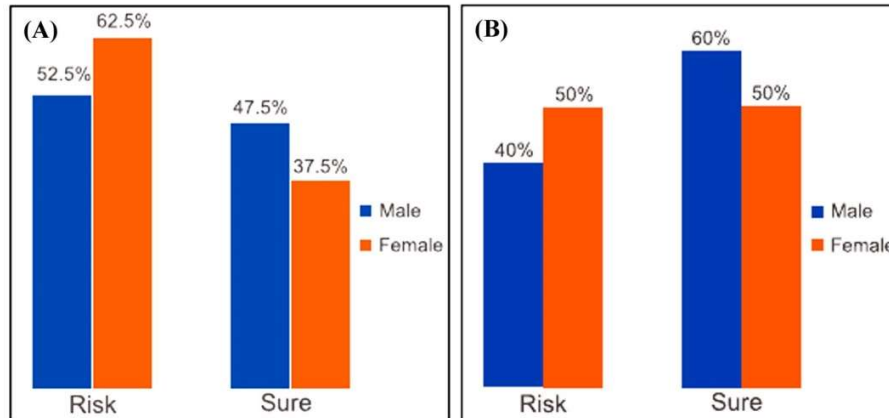 (A)
62.5%
52.5%
47.5%
37.5%
Male
Female
Risk
Sure
(B)
60%
50%
50%
40%
Male
Female
Risk
Sure